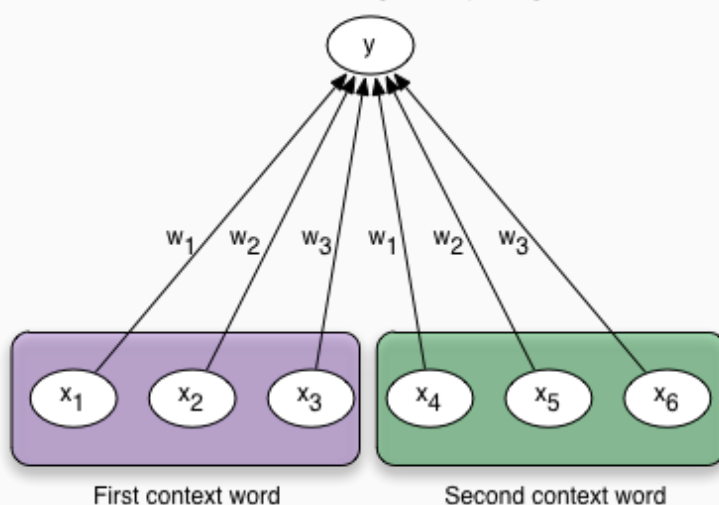 y
w1 w2 w3 w1 w2 w3
x1 x2 x3 x4 x5 x6
First context word Second context word